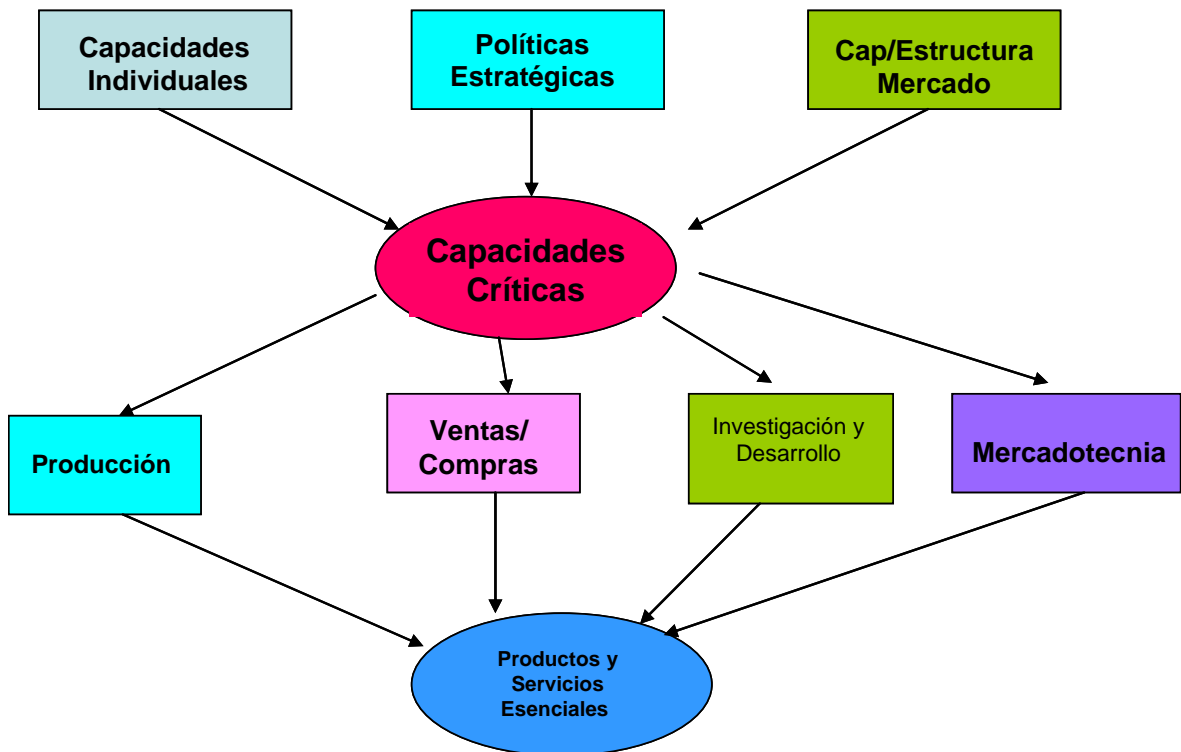 Capacidades
Individuales
Políticas
Estratégicas
Cap/Estructura
Mercado
Capacidades
Críticas
Producción
Ventas/
Compras
Investigación y
Desarrollo
Mercadotecnia
Productos y
Servicios
Esenciales